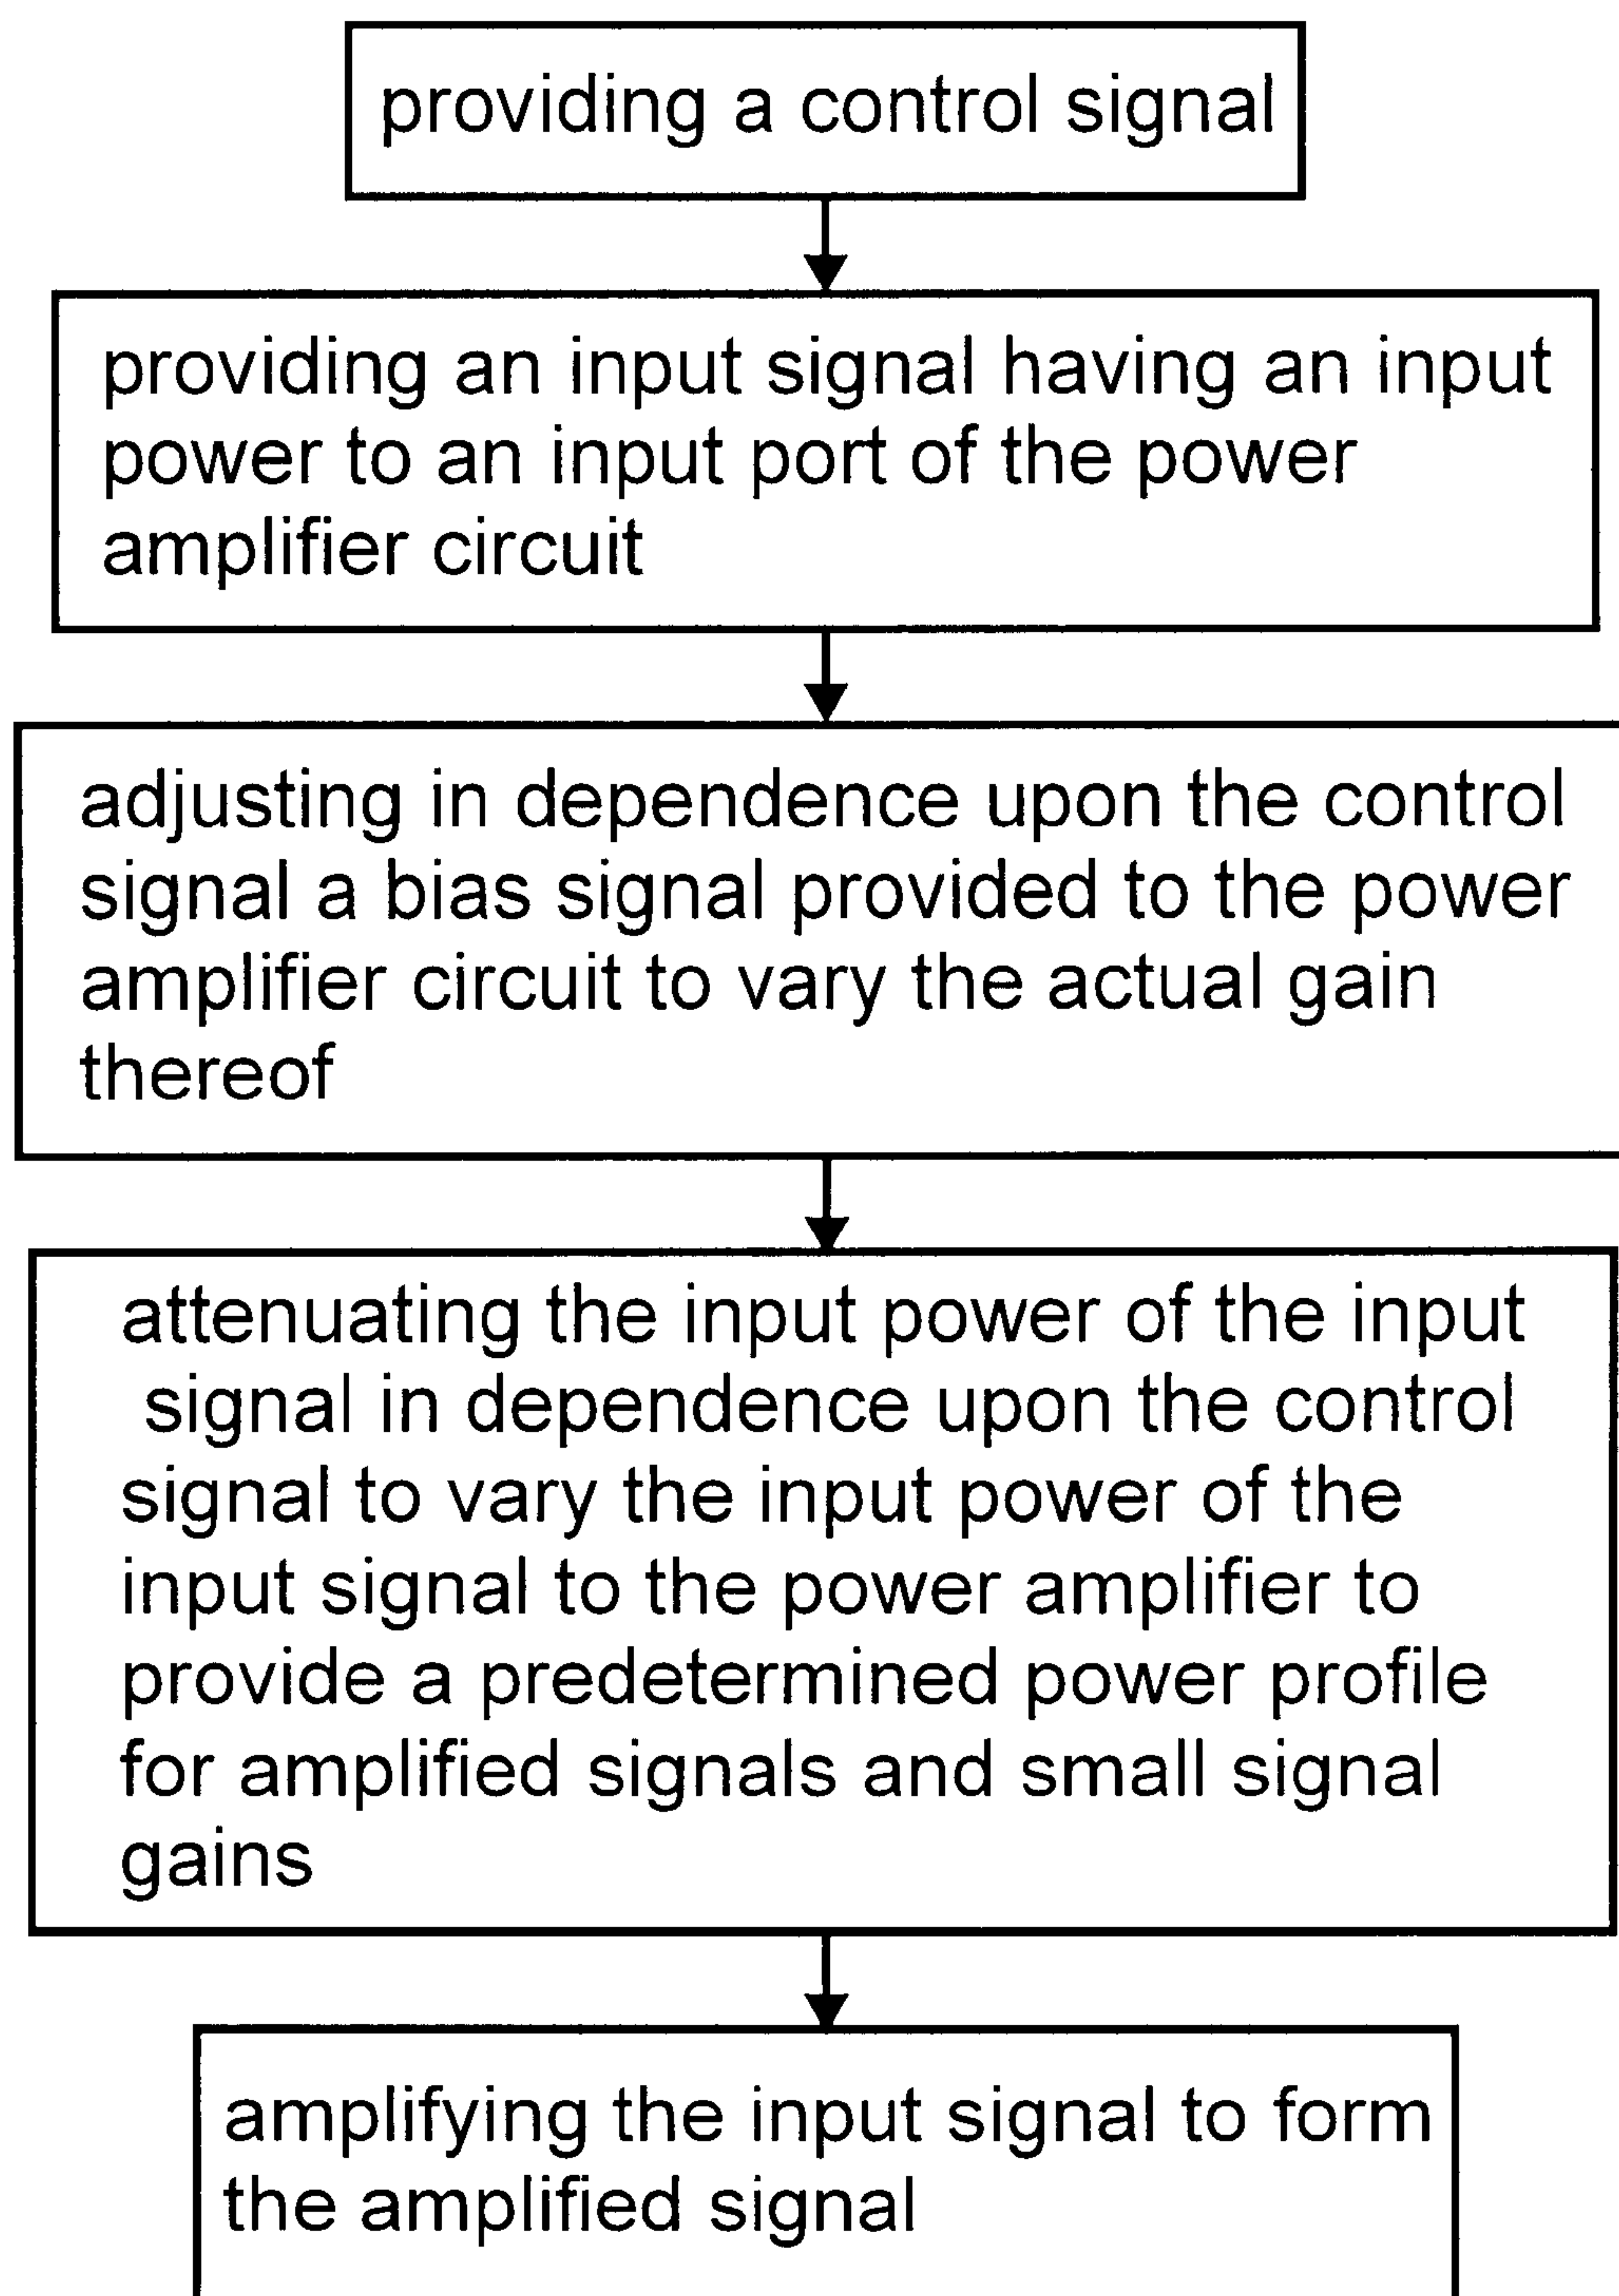 providing a control signal
providing an input signal having an input
power to an input port of the power
amplifier circuit
adjusting in dependence upon the control
signal a bias signal provided to the power
amplifier circuit to vary the actual gain
thereof
attenuating the input power of the input
signal in dependence upon the control
signal to vary the input power of the
input signal to the power amplifier to
provide a predetermined power profile
for amplified signals and small signal
gains
amplifying the input signal to form
the amplified signal